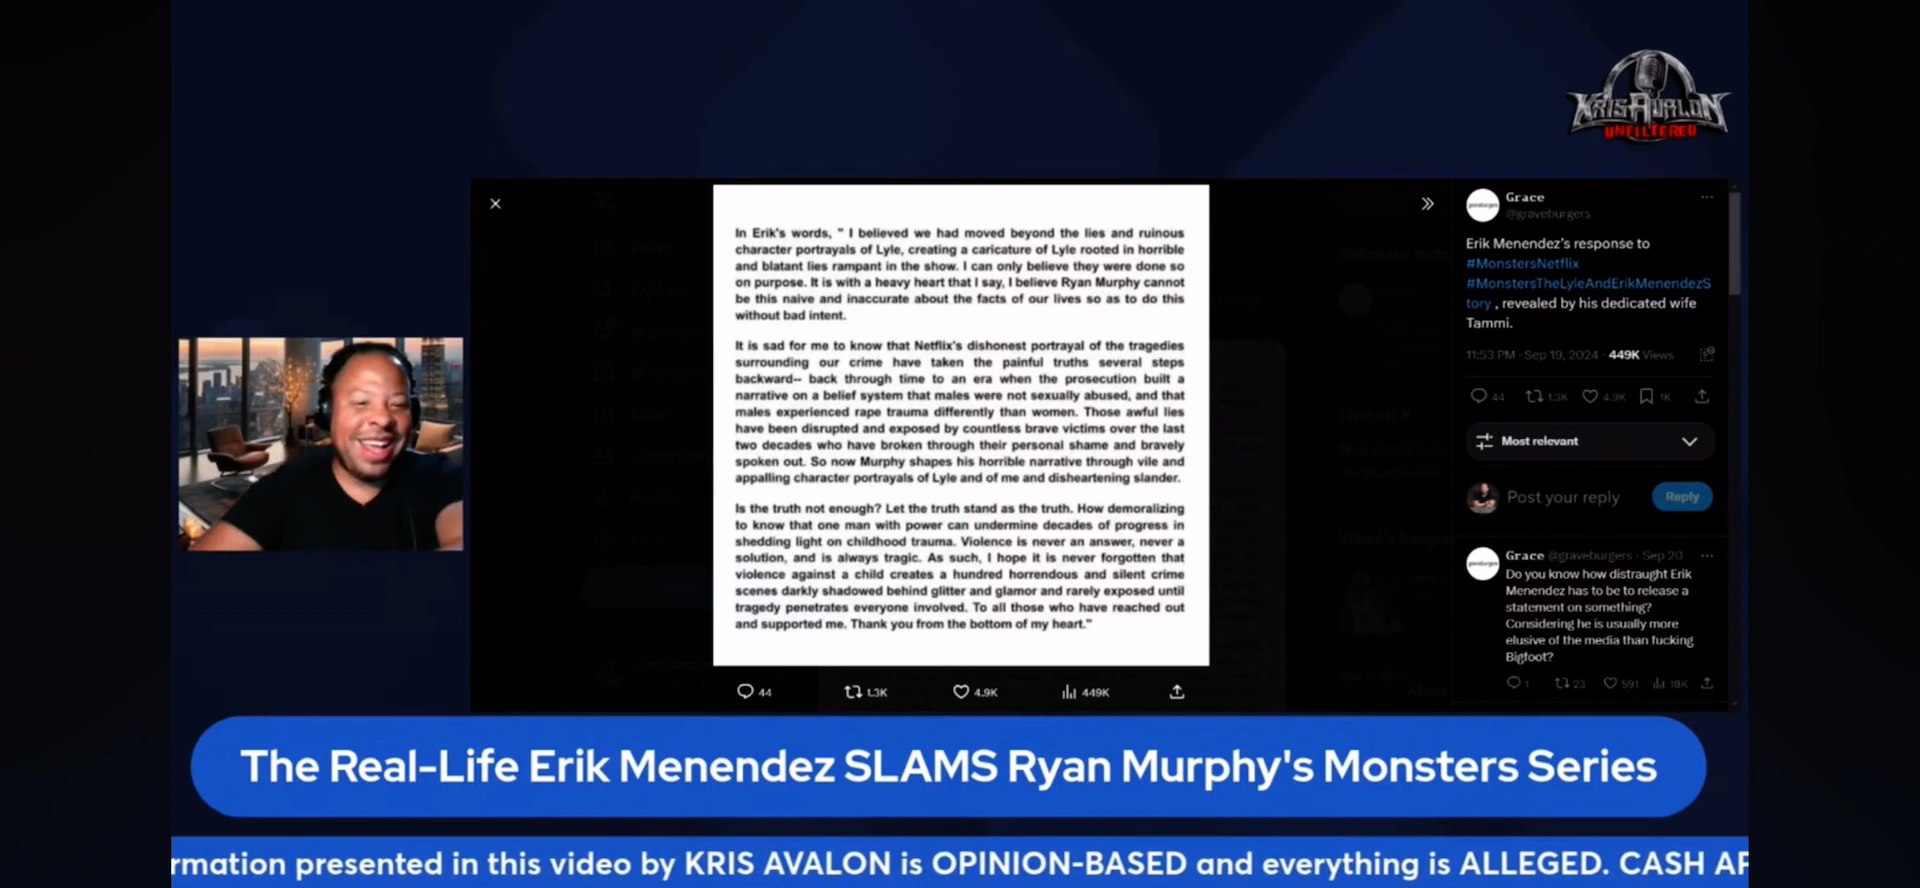 KRIS AVALON
UNFILTERED
In Erik's words, " I believed we had moved beyond the lies and ruinous
character portrayals of Lyle, creating a caricature of Lyle rooted in horrible
and blatant lies rampant in the show. I can only believe they were done so
on purpose. It is with a heavy heart that I say, I believe Ryan Murphy cannot
be this naive and inaccurate about the facts of our lives so as to do this
without bad intent.
It is sad for me to know that Netflix's dishonest portrayal of the tragedies
surrounding our crime have taken the painful truths several steps
backward-- back through time to an era when the prosecution built a
narrative on a belief system that males were not sexually abused, and that
males experienced rape trauma differently than women. Those awful lies
have been disrupted and exposed by countless brave victims over the last
two decades who have broken through their personal shame and bravely
spoken out. So now Murphy shapes his horrible narrative through vile and
appalling character portrayals of Lyle and of me and disheartening slander.
Is the truth not enough? Let the truth stand as the truth. How demoralizing
to know that one man with power can undermine decades of progress in
shedding light on childhood trauma. Violence is never an answer, never a
solution, and is always tragic. As such, I hope it is never forgotten that
violence against a child creates a hundred horrendous and silent crime
scenes darkly shadowed behind glitter and glamor and rarely exposed until
tragedy penetrates everyone involved. To all those who have reached out
and supported me. Thank you from the bottom of my heart."
44 1.3K 4.9K 449K
Grace
@graveburgers
Erik Menendez's response to
#MonstersNetflix
#MonstersTheLyleAndErikMenendezS
tory , revealed by his dedicated wife
Tammi.
11:53 PM · Sep 19, 2024 · 449K Views
44 1.3K 4.9K 1K
Most relevant
Post your reply Reply
Grace @graveburgers · Sep 20
Do you know how distraught Erik
Menendez has to be to release a
statement on something?
Considering he is usually more
elusive of the media than fucking
Bigfoot?
1 23 591 18K
The Real-Life Erik Menendez SLAMS Ryan Murphy's Monsters Series
rmation presented in this video by KRIS AVALON is OPINION-BASED and everything is ALLEGED. CASH AP